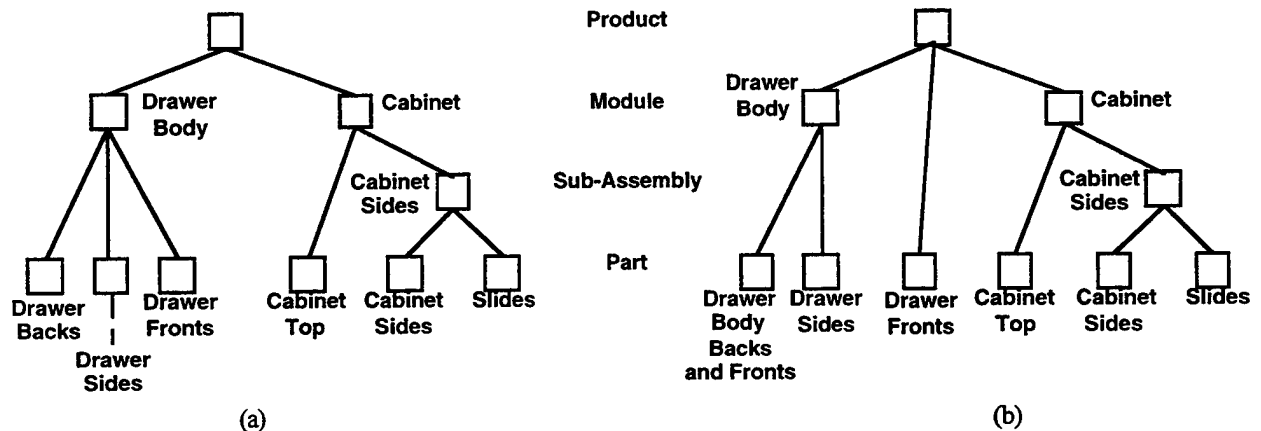 Product
Module
Sub-Assembly
Part
Drawer
Body
Cabinet
Cabinet
Sides
Drawer
Backs
Drawer
Sides
Drawer
Fronts
Cabinet
Top
Cabinet
Sides
Slides
(a)
Drawer
Body
Cabinet
Cabinet
Sides
Drawer
Body
Backs
and Fronts
Drawer
Sides
Drawer
Fronts
Cabinet
Top
Cabinet
Sides
Slides
(b)